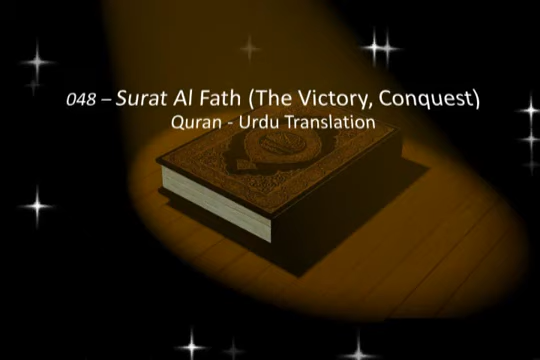 048 – Surat Al Fath (The Victory, Conquest)
Quran - Urdu Translation